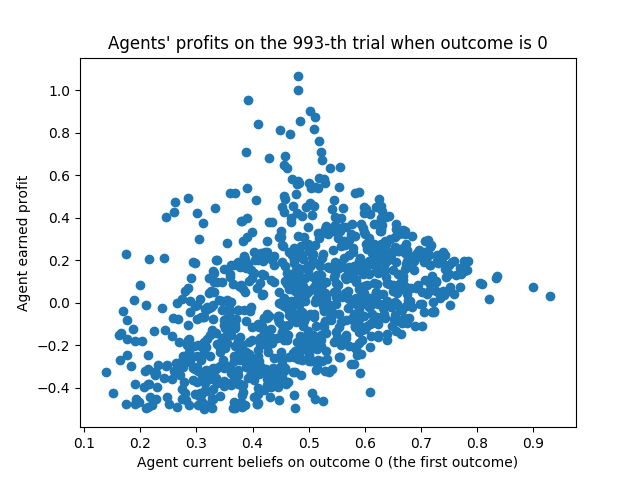 Agents' profits on the 993-th trial when outcome is 0
1.0
0.8
0.6
0.4
0.2
0.0
−0.2
−0.4
Agent earned profit
0.1 0.2 0.3 0.4 0.5 0.6 0.7 0.8 0.9
Agent current beliefs on outcome 0 (the first outcome)